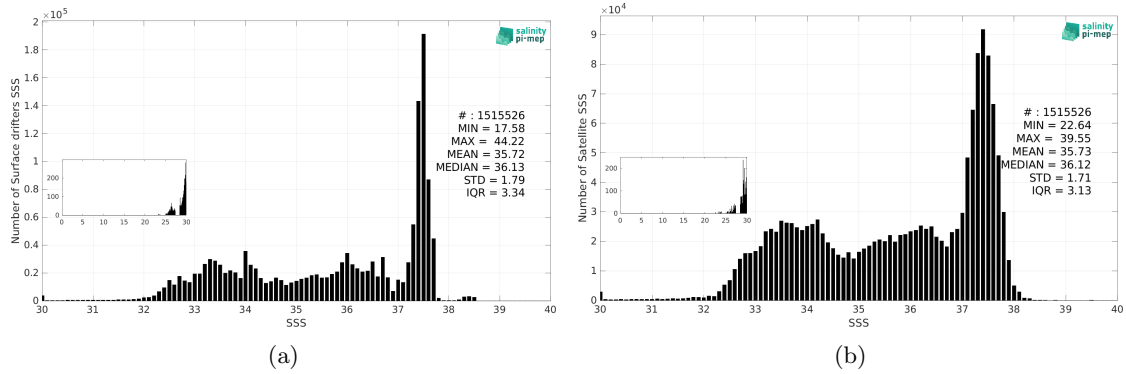 ×10⁵
2
1.8
1.6
1.4
1.2
1
0.8
0.6
0.4
0.2
0
Number of Surface drifters SSS
salinity
pi-mep
# : 1515526
MIN = 17.58
MAX = 44.22
MEAN = 35.72
MEDIAN = 36.13
STD = 1.79
IQR = 3.34
200
100
0
0 5 10 15 20 25 30
30 31 32 33 34 35 36 37 38 39 40
SSS
(a)
×10⁴
10
9
8
7
6
5
4
3
2
1
0
Number of Satellite SSS
salinity
pi-mep
# : 1515526
MIN = 22.64
MAX = 39.55
MEAN = 35.73
MEDIAN = 36.12
STD = 1.71
IQR = 3.13
200
100
0
0 5 10 15 20 25 30
30 31 32 33 34 35 36 37 38 39 40
SSS
(b)